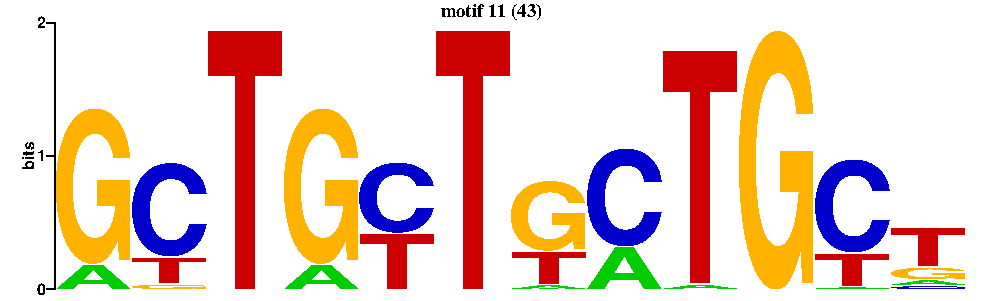 motif 11 (43)
2
bits
1
0
G C T G C T G C T G C T
A T A T T A T G
G A A A A A
C